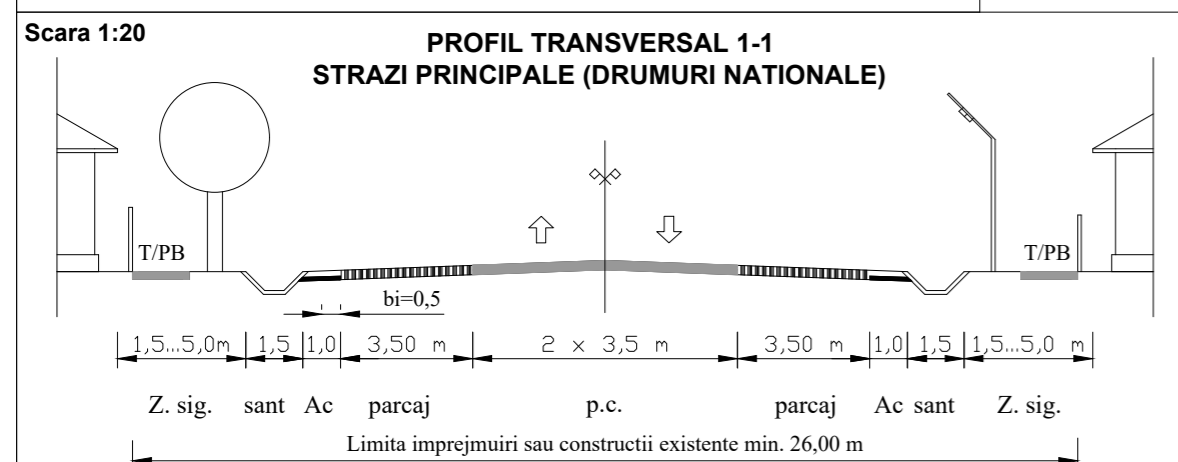 Scara 1:20
PROFIL TRANSVERSAL 1-1
STRAZI PRINCIPALE (DRUMURI NATIONALE)
T/PB T/PB
bi=0,5
1,5...5,0m 1,5 1,0 3,50 m 2 x 3,5 m 3,50 m 1,0 1,5 1,5...5,0 m
Z. sig. sant Ac parcaj p.c. parcaj Ac sant Z. sig.
Limita imprejmuiri sau constructii existente min. 26,00 m